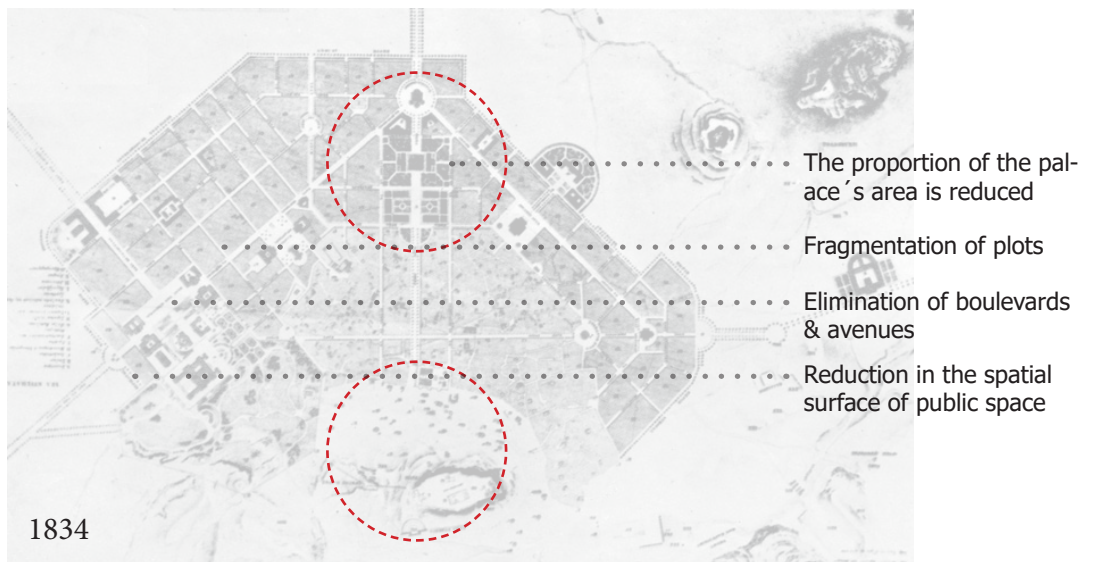 The proportion of the pal-
ace´s area is reduced
Fragmentation of plots
Elimination of boulevards
& avenues
Reduction in the spatial
surface of public space
1834